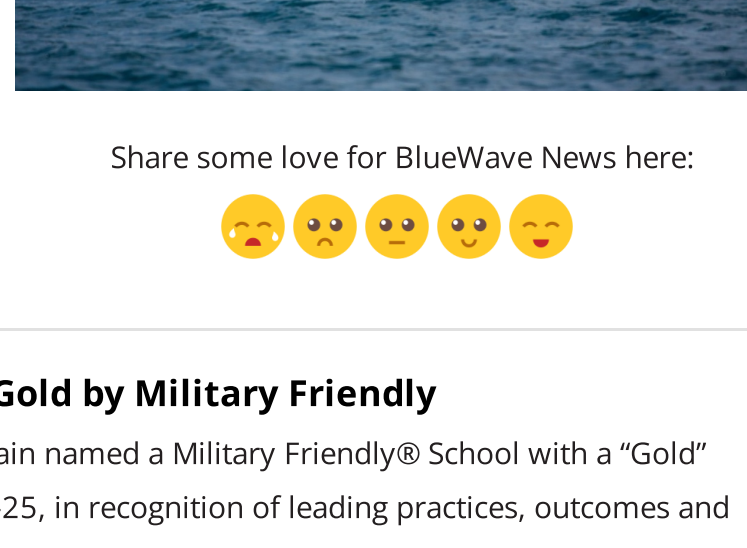 Share some love for BlueWave News here:
Gold by Military Friendly
named a Military Friendly® School with a “Gold”
25, in recognition of leading practices, outcomes and